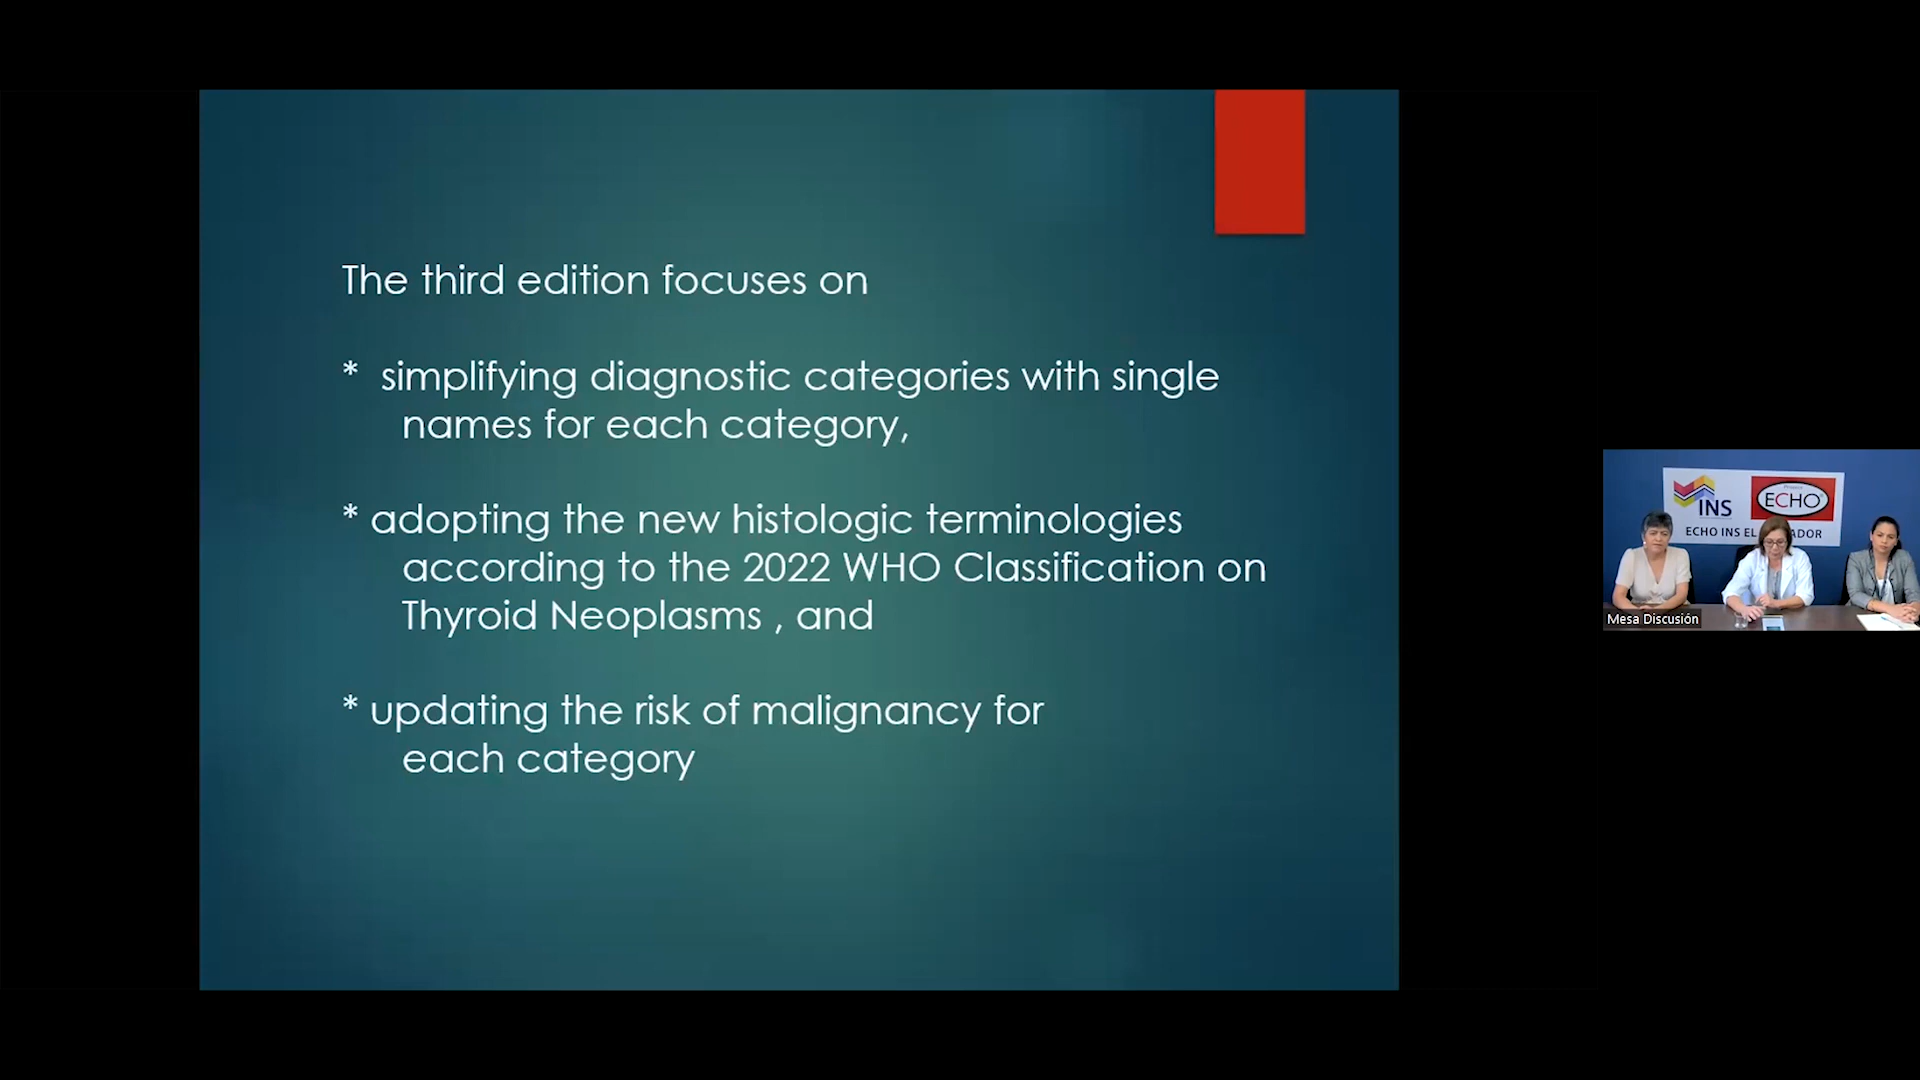 The third edition focuses on
* simplifying diagnostic categories with single
names for each category,
* adopting the new histologic terminologies
according to the 2022 WHO Classification on
Thyroid Neoplasms , and
* updating the risk of malignancy for
each category
INS
ECHO
ECHO INS EL
ADOR
Mesa Discusión